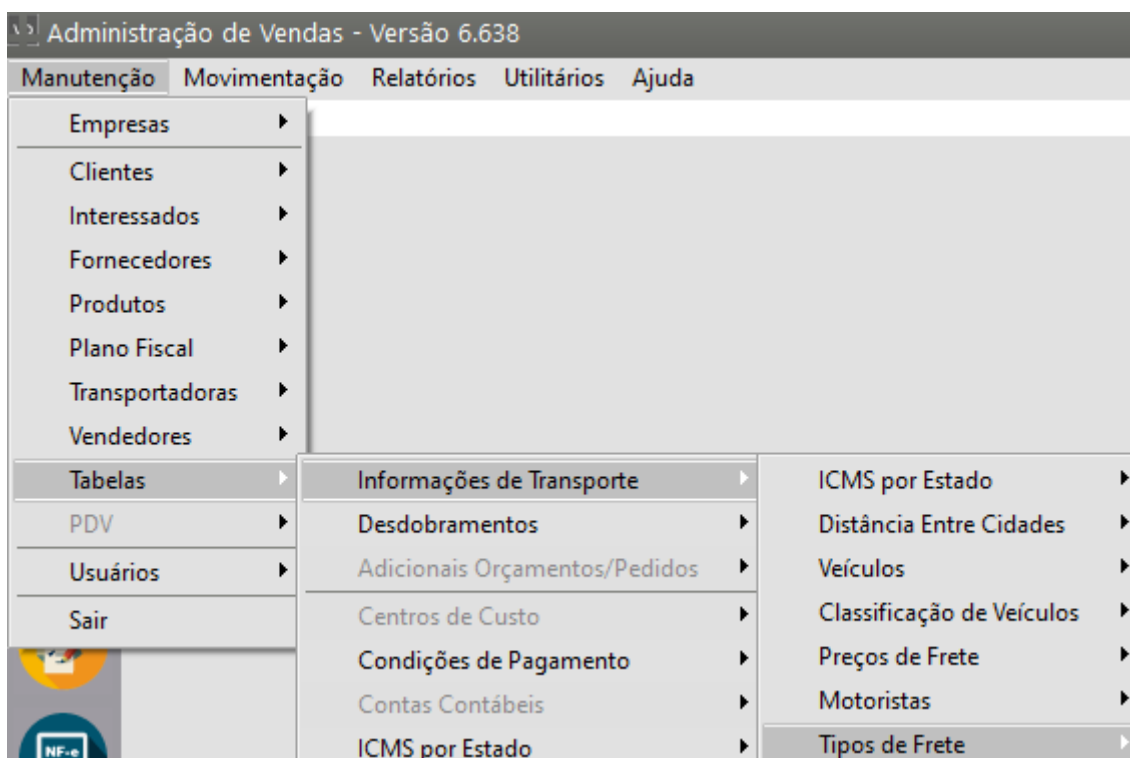 Administração de Vendas - Versão 6.638
Manutenção Movimentação Relatórios Utilitários Ajuda
Empresas
Clientes
Interessados
Fornecedores
Produtos
Plano Fiscal
Transportadoras
Vendedores
Tabelas
PDV
Usuários
Sair
Informações de Transporte
Desdobramentos
Adicionais Orçamentos/Pedidos
Centros de Custo
Condições de Pagamento
Contas Contábeis
ICMS por Estado
ICMS por Estado
Distância Entre Cidades
Veículos
Classificação de Veículos
Preços de Frete
Motoristas
Tipos de Frete
NF-e